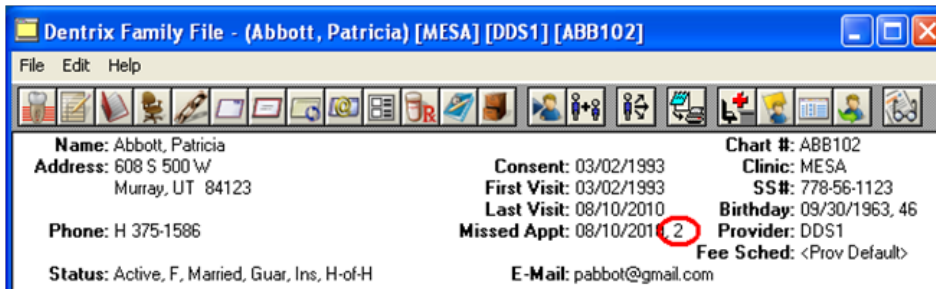 Dentrix Family File - (Abbott, Patricia) [MESA] [DDS1] [ABB102]
File Edit Help
Name: Abbott, Patricia Chart #: ABB102
Address: 608 S 500 W Consent: 03/02/1993 Clinic: MESA
Murray, UT 84123 First Visit: 03/02/1993 SS#: 778-56-1123
Last Visit: 08/10/2010 Birthday: 09/30/1963, 46
Phone: H 375-1586 Missed Appt: 08/10/2010, 2 Provider: DDS1
Fee Sched: <Prov Default>
Status: Active, F, Married, Guar, Ins, H-of-H E-Mail: pabbot@gmail.com